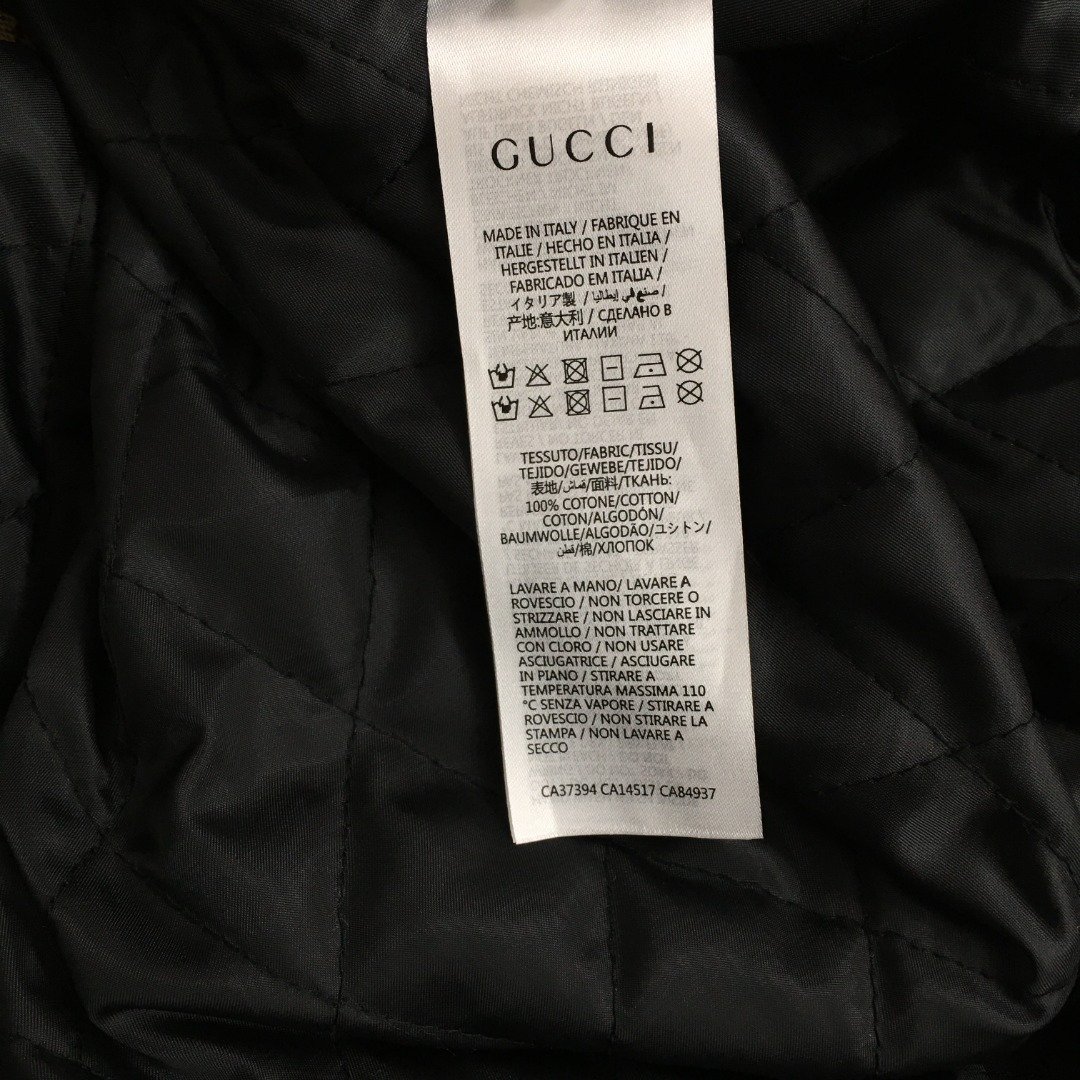 GUCCI
MADE IN ITALY / FABRIQUE EN
ITALIE / HECHO EN ITALIA /
HERGESTELLT IN ITALIEN /
FABRICADO EM ITALIA /
イタリア製 / صنع في إيطاليا /
产地:意大利 / СДЕЛАНО В
ИТАЛИИ
TESSUTO/FABRIC/TISSU/
TEJIDO/GEWEBE/TEJIDO/
表地/قماش/面料/ТКАНЬ:
100% COTONE/COTTON/
COTON/ALGODÓN/
BAUMWOLLE/ALGODÃO/ユシトン/
قطن/棉/ХЛОПОК
LAVARE A MANO/ LAVARE A
ROVESCIO / NON TORCERE O
STRIZZARE / NON LASCIARE IN
AMMOLLO / NON TRATTARE
CON CLORO / NON USARE
ASCIUGATRICE / ASCIUGARE
IN PIANO / STIRARE A
TEMPERATURA MASSIMA 110
°C SENZA VAPORE / STIRARE A
ROVESCIO / NON STIRARE LA
STAMPA / NON LAVARE A
SECCO
CA37394 CA14517 CA84937